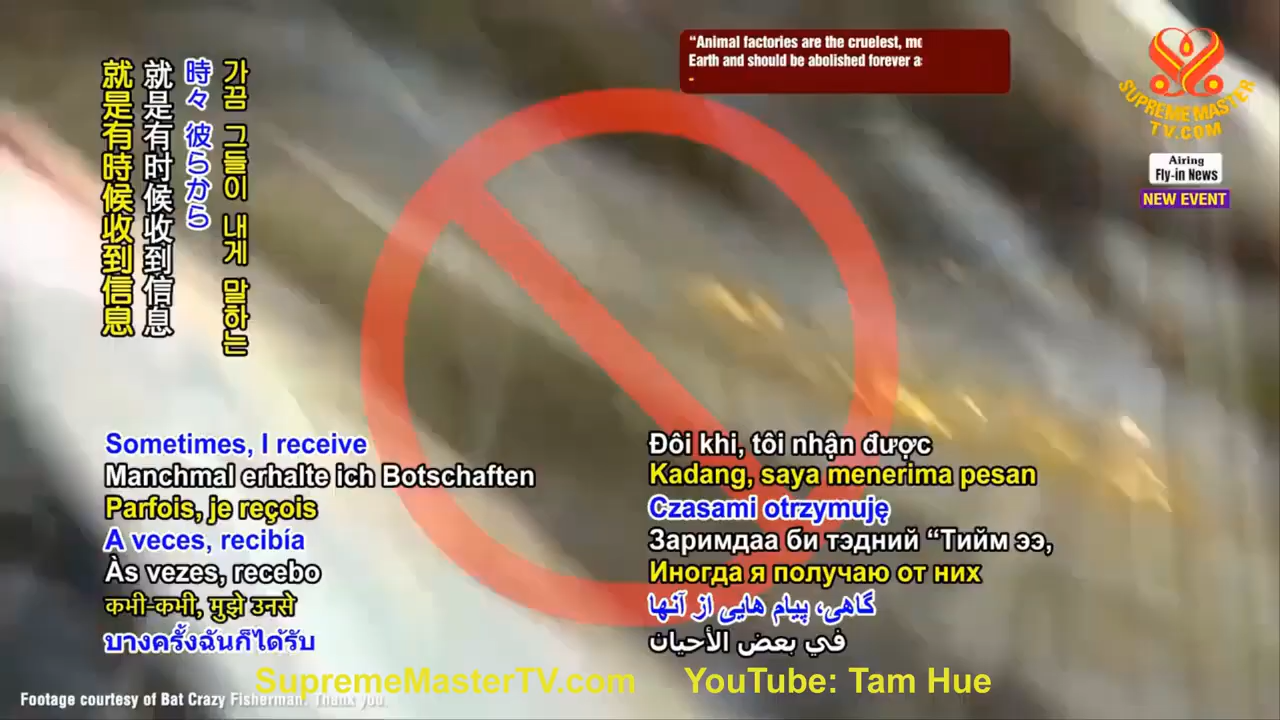 “Animal factories are the cruelest,
Earth and should be abolished forever
-
SUPREME MASTER
TV.COM
Airing
Fly-in News
NEW EVENT
就是有時候收到信息
就是有时候收到信息
時々 彼らから
가끔 그들이 내게 말하는
Sometimes, I receive
Manchmal erhalte ich Botschaften
Parfois, je reçois
A veces, recibía
Às vezes, recebo
कभी-कभी, मुझे उनसे
บางครั้งฉันก็ได้รับ
Đôi khi, tôi nhận được
Kadang, saya menerima pesan
Czasami otrzymuję
Заримдаа би тэдний “Тийм ээ,
Иногда я получаю от них
گاهی، پیام هایی از آنها
في بعض الأحيان
SupremeMasterTV.com YouTube: Tam Hue
Footage courtesy of Bat Crazy Fisherman. Thank you.